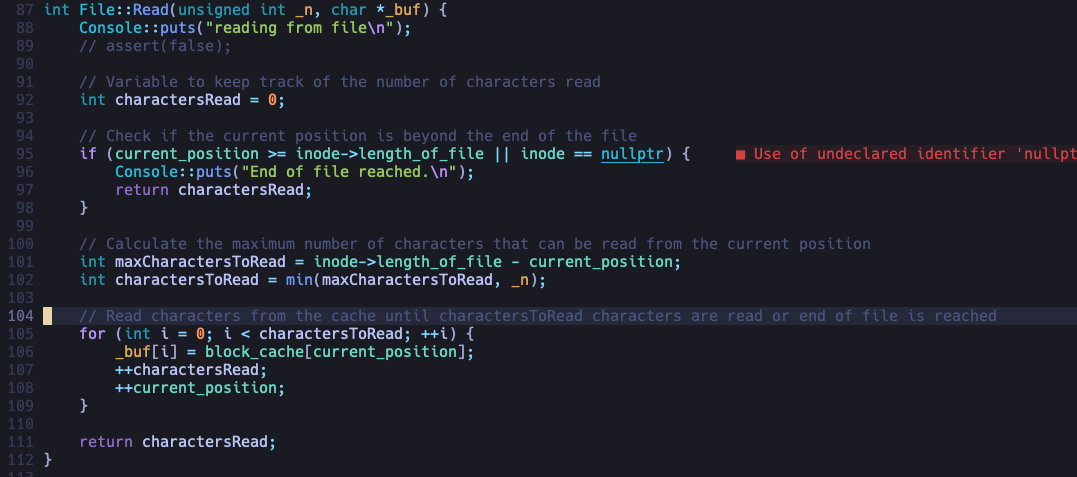 87 int File::Read(unsigned int _n, char *_buf) {
88     Console::puts("reading from file\n");
89     // assert(false);
90
91     // Variable to keep track of the number of characters read
92     int charactersRead = 0;
93
94     // Check if the current position is beyond the end of the file
95     if (current_position >= inode->length_of_file || inode == nullptr) {     ■ Use of undeclared identifier 'nullpt
96         Console::puts("End of file reached.\n");
97         return charactersRead;
98     }
99
100     // Calculate the maximum number of characters that can be read from the current position
101     int maxCharactersToRead = inode->length_of_file - current_position;
102     int charactersToRead = min(maxCharactersToRead, _n);
103
104     // Read characters from the cache until charactersToRead characters are read or end of file is reached
105     for (int i = 0; i < charactersToRead; ++i) {
106         _buf[i] = block_cache[current_position];
107         ++charactersRead;
108         ++current_position;
109     }
110
111     return charactersRead;
112 }